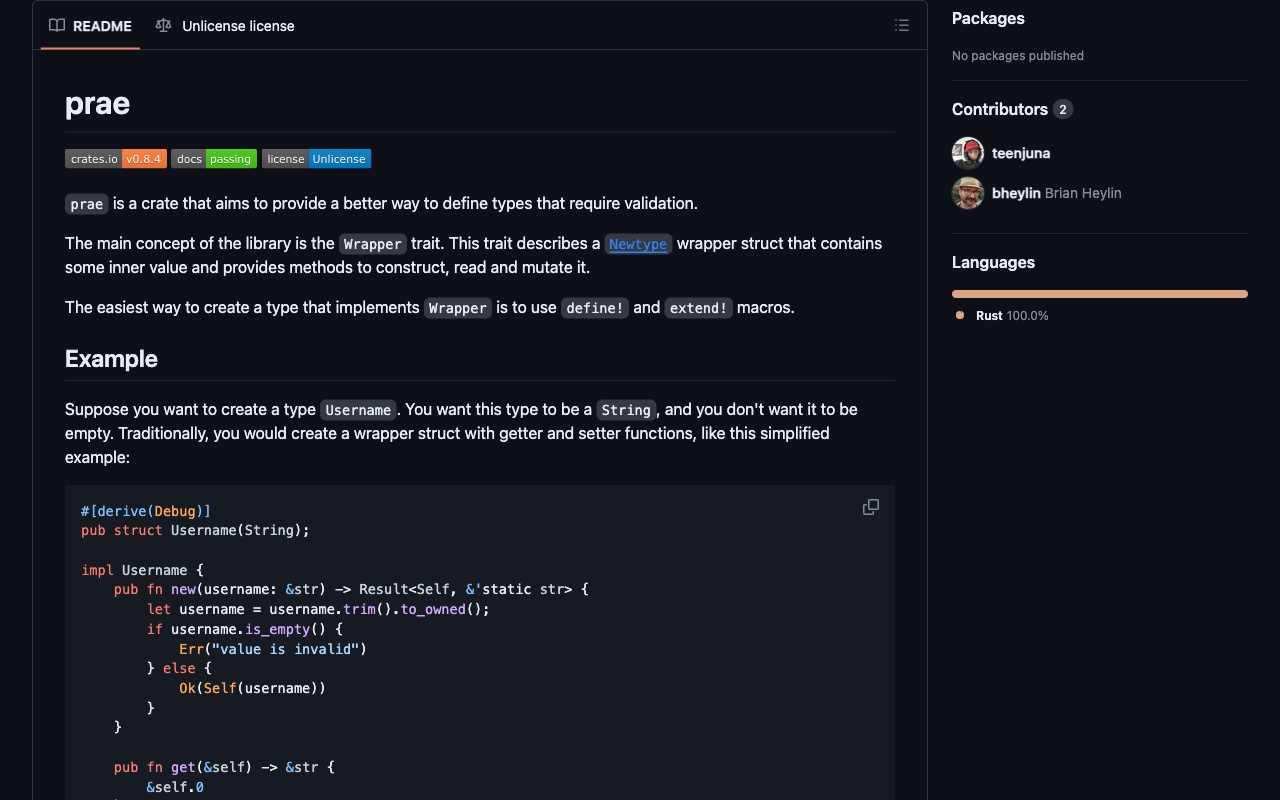 README
Unlicense license
prae
crates.io v0.8.4 docs passing license Unlicense
prae is a crate that aims to provide a better way to define types that require validation.
The main concept of the library is the Wrapper trait. This trait describes a Newtype wrapper struct that contains
some inner value and provides methods to construct, read and mutate it.
The easiest way to create a type that implements Wrapper is to use define! and extend! macros.
Example
Suppose you want to create a type Username. You want this type to be a String, and you don't want it to be
empty. Traditionally, you would create a wrapper struct with getter and setter functions, like this simplified
example:
#[derive(Debug)]
pub struct Username(String);

impl Username {
    pub fn new(username: &str) -> Result<Self, &'static str> {
        let username = username.trim().to_owned();
        if username.is_empty() {
            Err("value is invalid")
        } else {
            Ok(Self(username))
        }
    }

    pub fn get(&self) -> &str {
        &self.0
Packages
No packages published
Contributors 2
teenjuna
bheylin Brian Heylin
Languages
Rust 100.0%